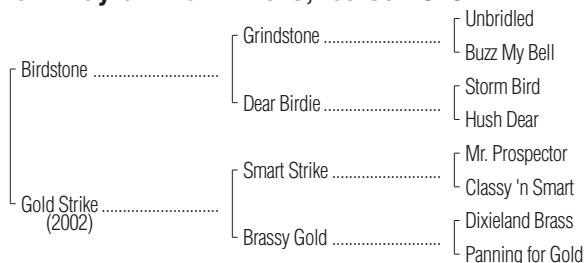 Unbridled
Grindstone ................................
Buzz My Bell
Birdstone .....................................
Storm Bird
Dear Birdie .................................
Hush Dear
Mr. Prospector
Smart Strike ...............................
Classy 'n Smart
Gold Strike ..................................
(2002)
Dixieland Brass
Brassy Gold ................................
Panning for Gold